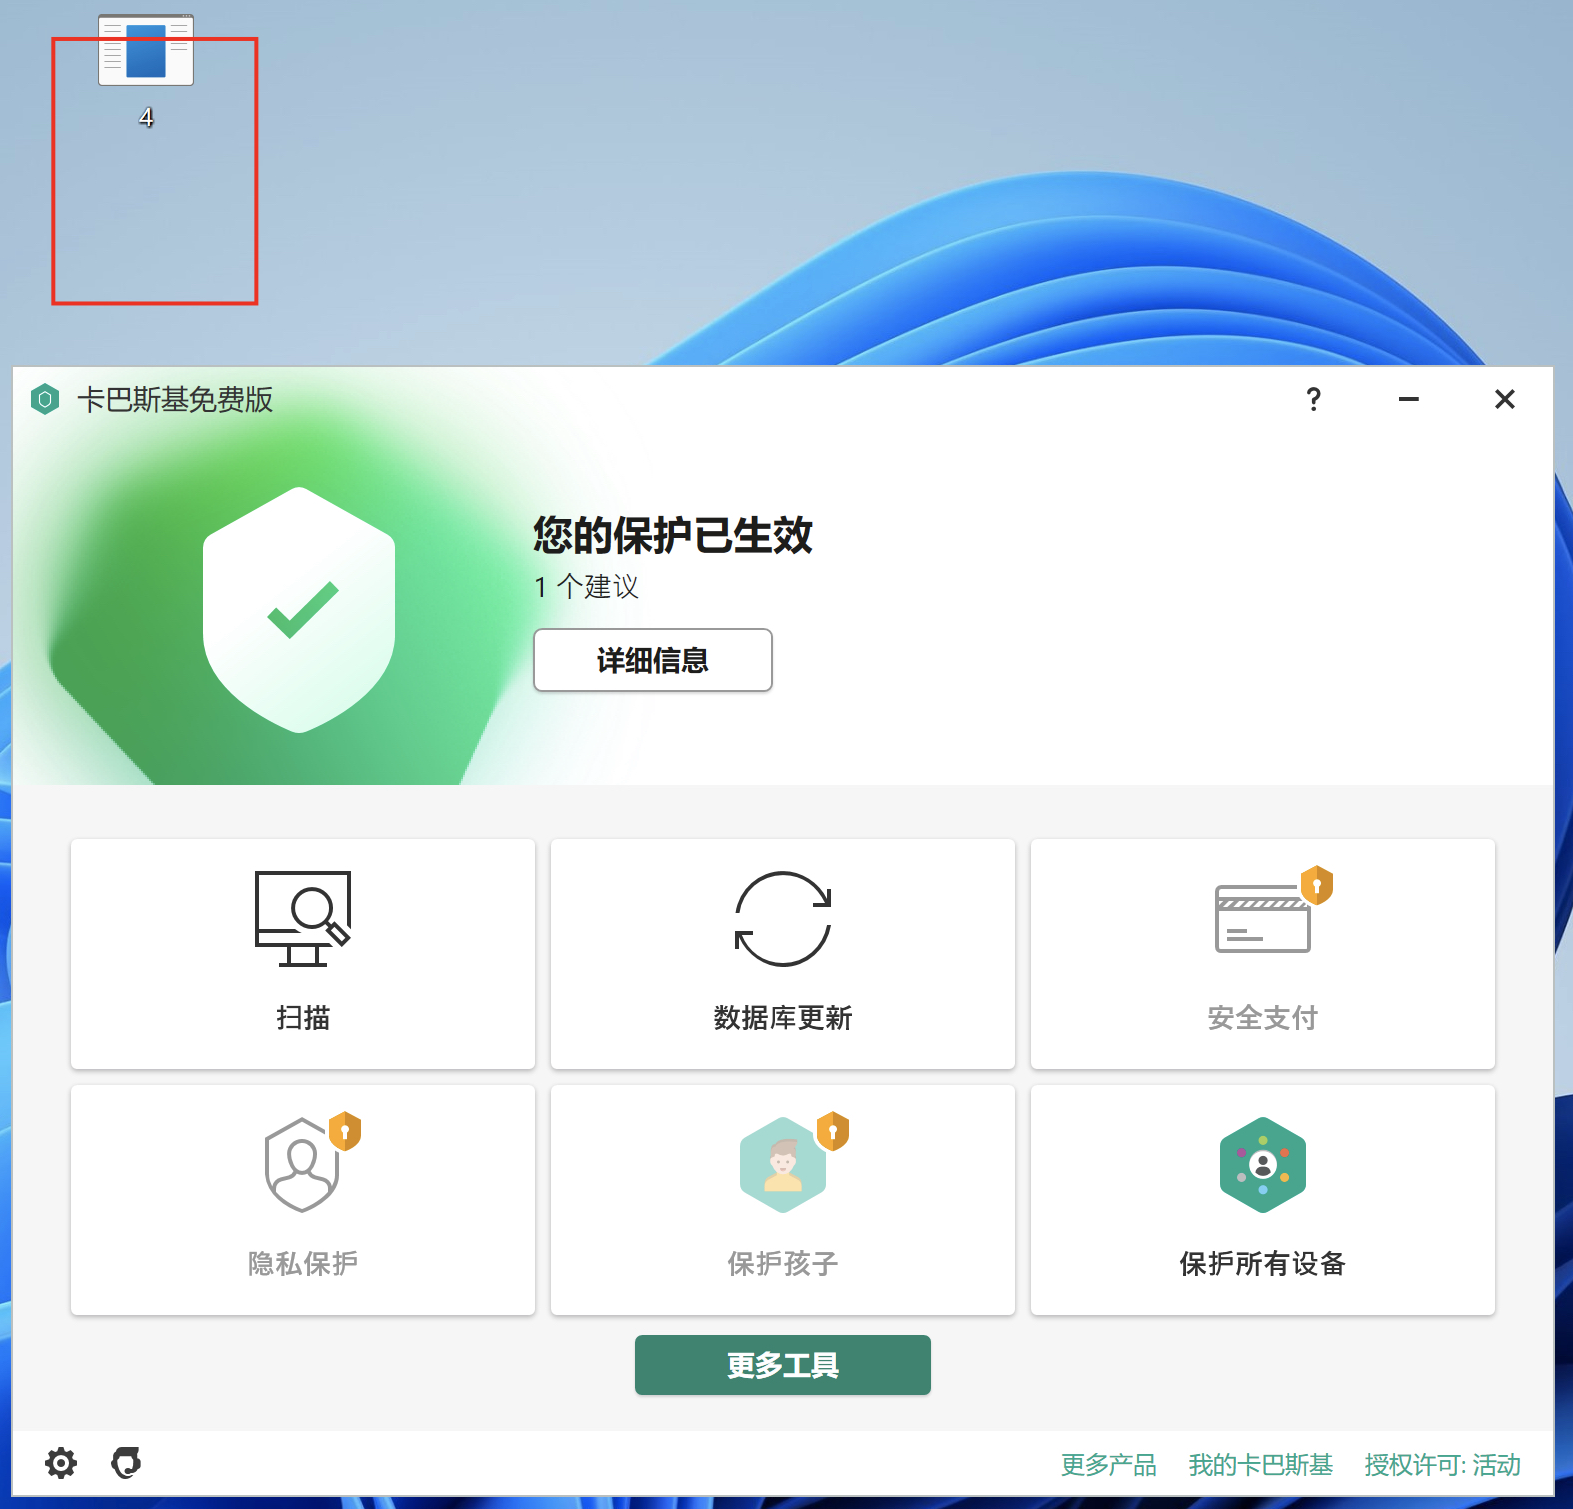 4
卡巴斯基免费版
您的保护已生效
1 个建议
详细信息
扫描
数据库更新
安全支付
隐私保护
保护孩子
保护所有设备
更多工具
更多产品 我的卡巴斯基 授权许可: 活动